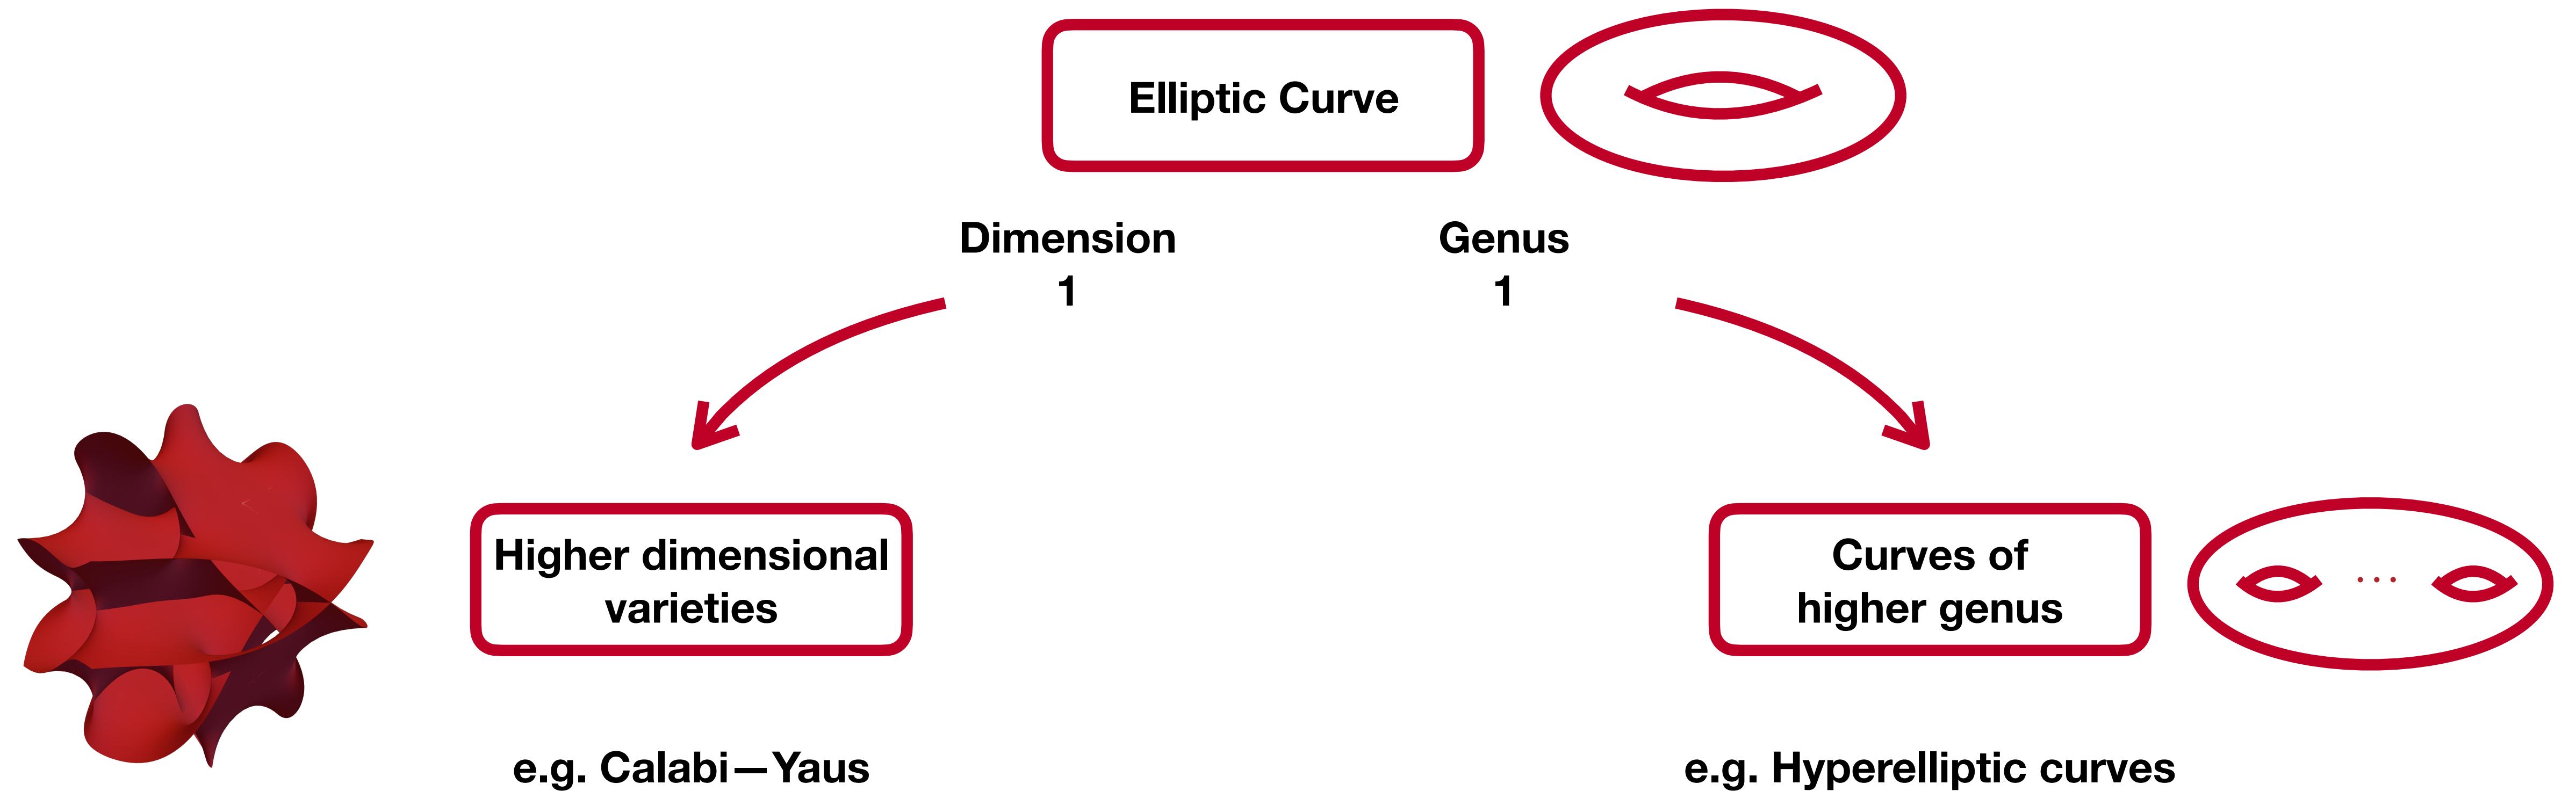 Elliptic Curve
Dimension
1
Genus
1
Higher dimensional
varieties
Curves of
higher genus
...
e.g. Calabi—Yaus
e.g. Hyperelliptic curves